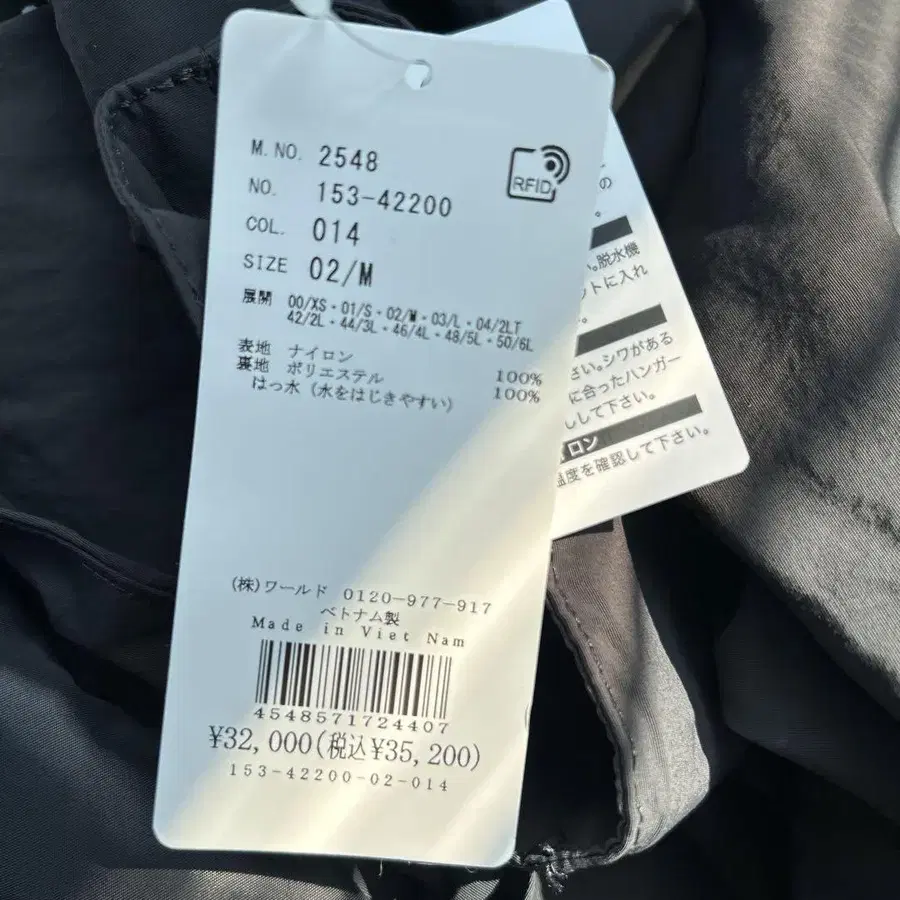 M. NO. 2548
NO. 153-42200
COL. 014
SIZE 02/M
展開 00/XS・01/S・02/M・03/L・04/2LT
42/2L・44/3L・46/4L・48/5L・50/6L
表地 ナイロン 100%
裏地 ポリエステル 100%
はっ水 (水をはじきやすい)
(株)ワールド 0120-977-917
ベトナム製
Made in Viet Nam
4548571724407
¥32,000(税込¥35,200)
153-42200-02-014
RFID
の
い。脱水機
ットに入れ
さい。シワがある
に合ったハンガー
しして下さい。
ロン
温度を確認して下さい。